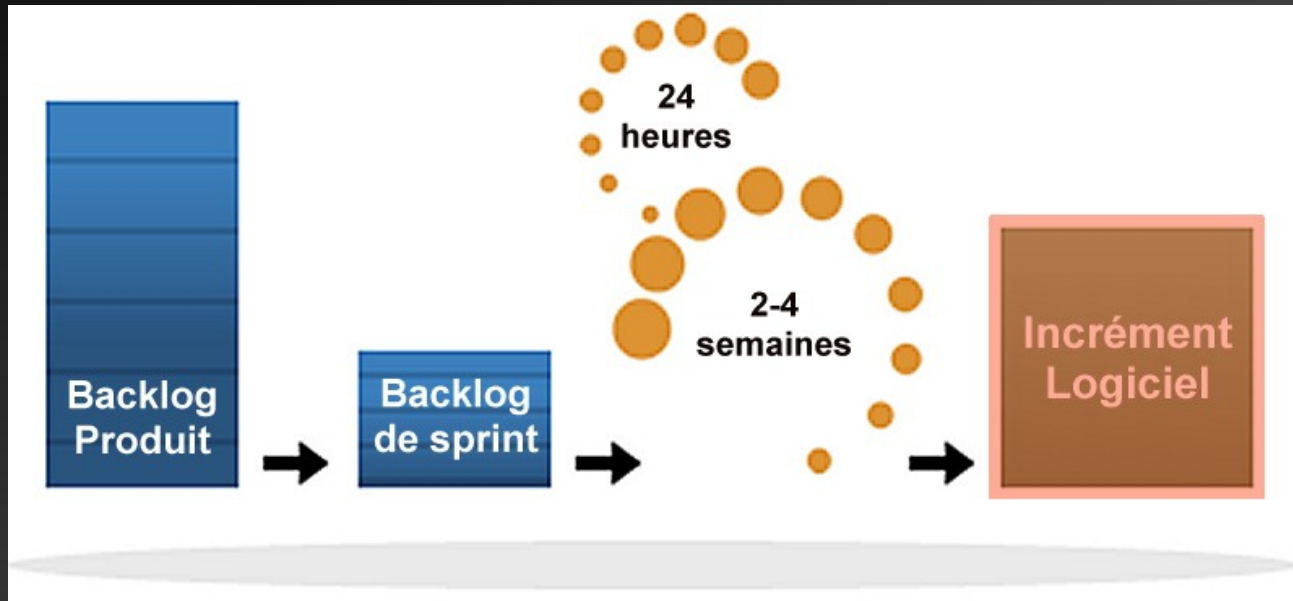 24
heures
2-4
semaines
Backlog
Produit
Backlog
de sprint
Incrément
Logiciel